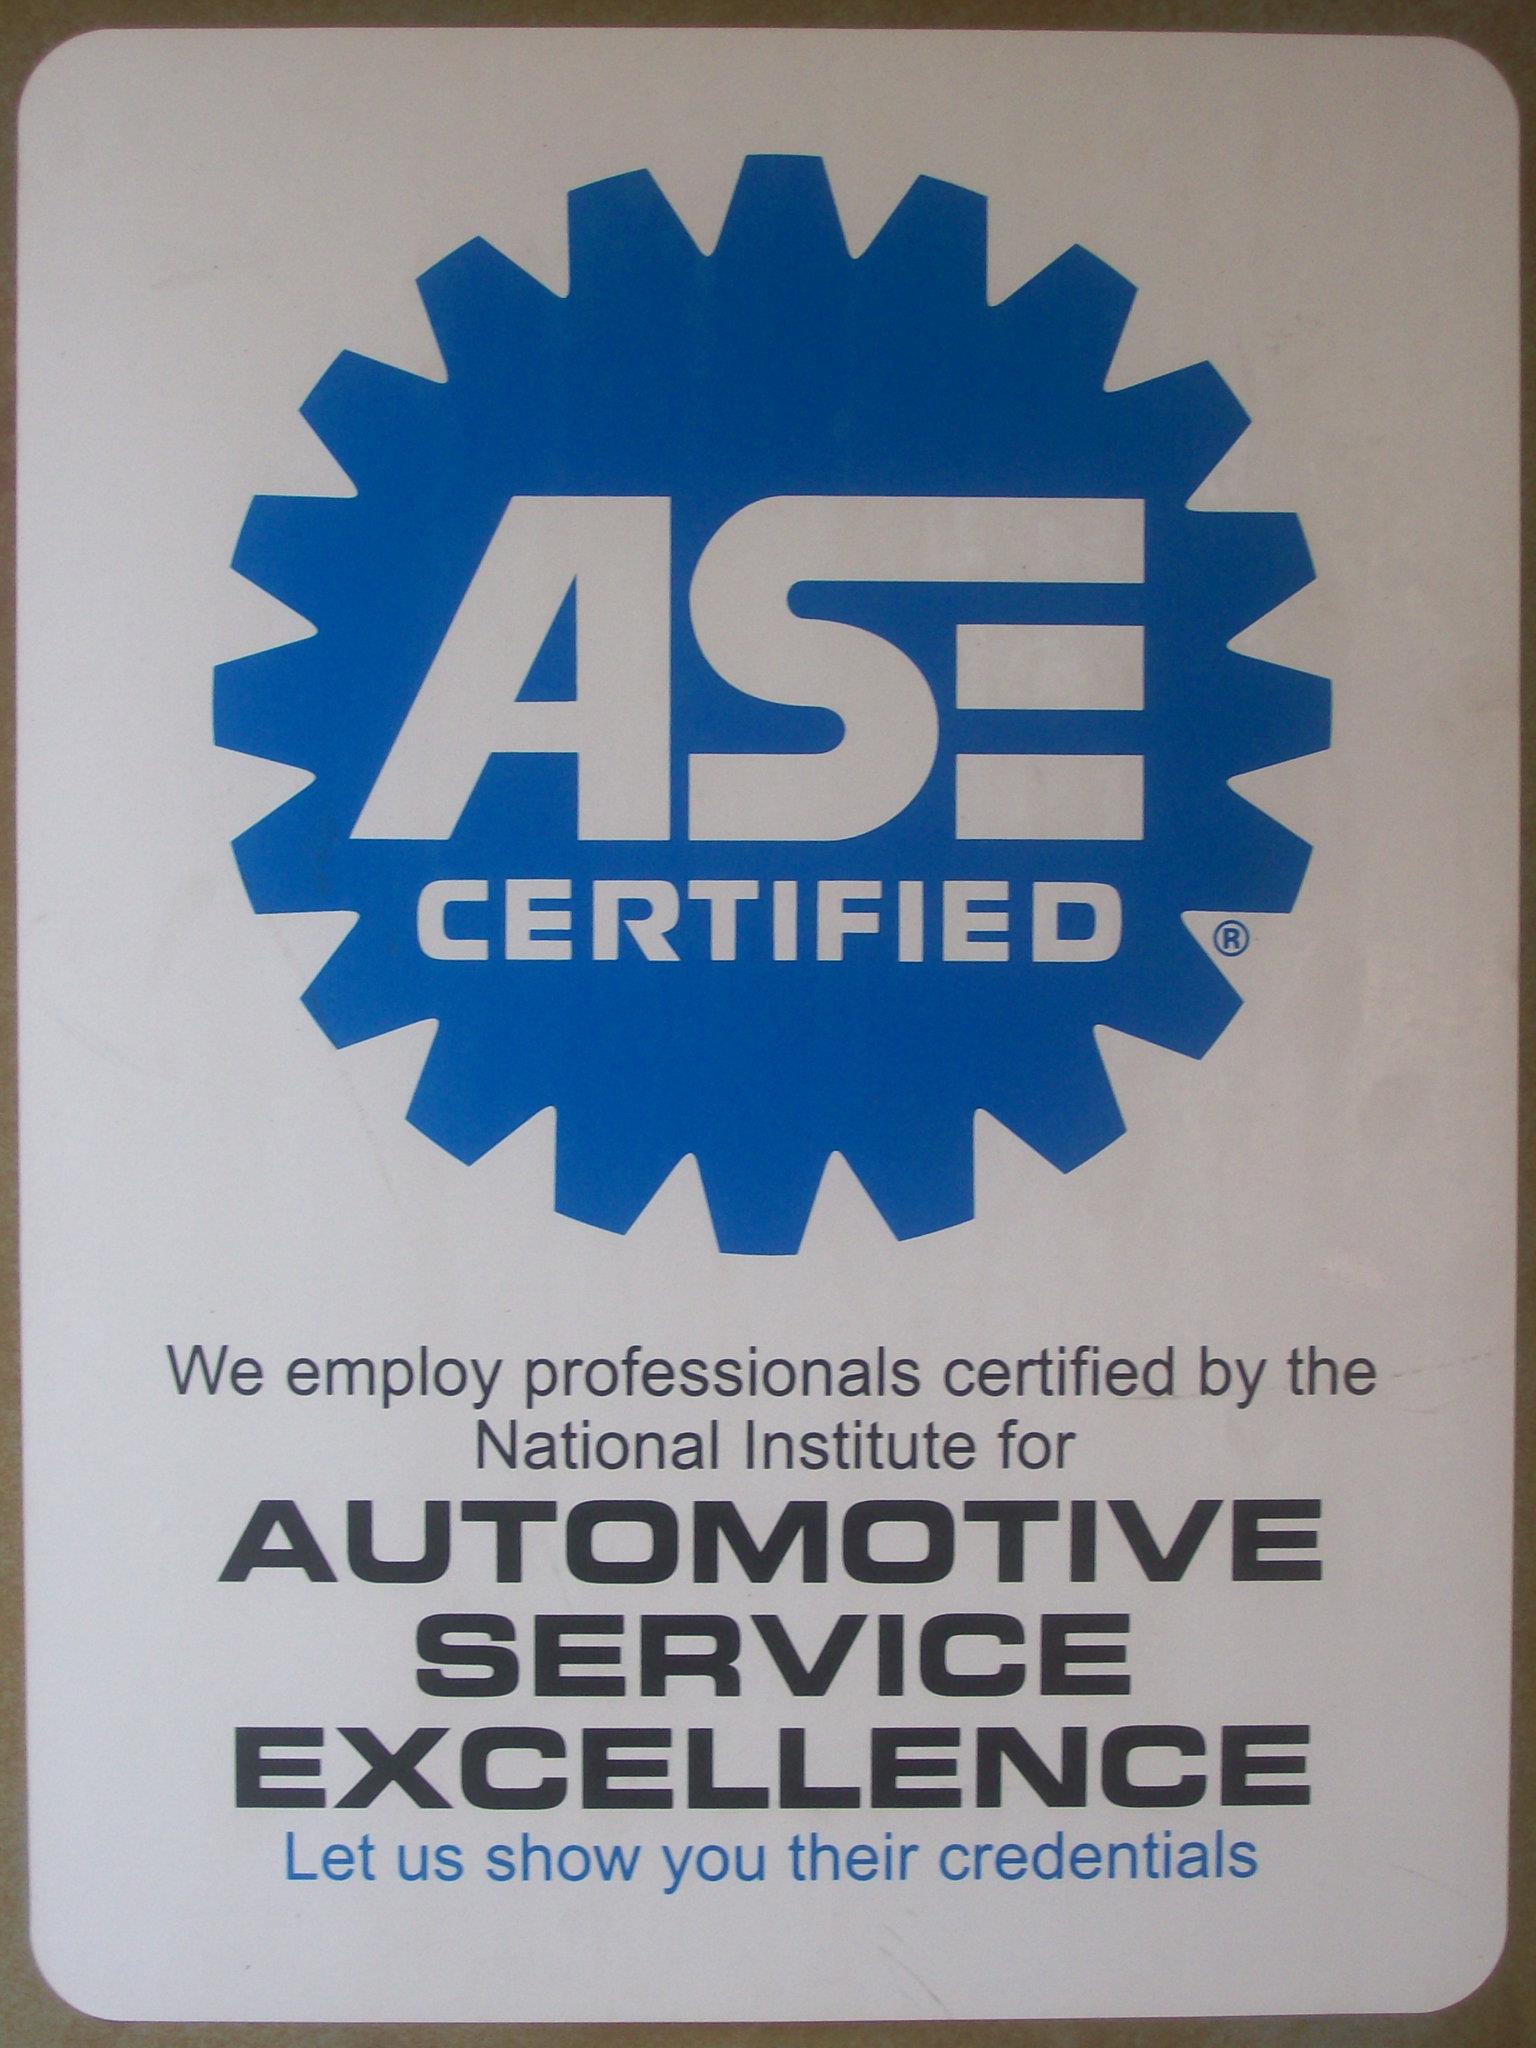 ASE
CERTIFIED
®
We employ professionals certified by the
National Institute for
AUTOMOTIVE
SERVICE
EXCELLENCE
Let us show you their credentials